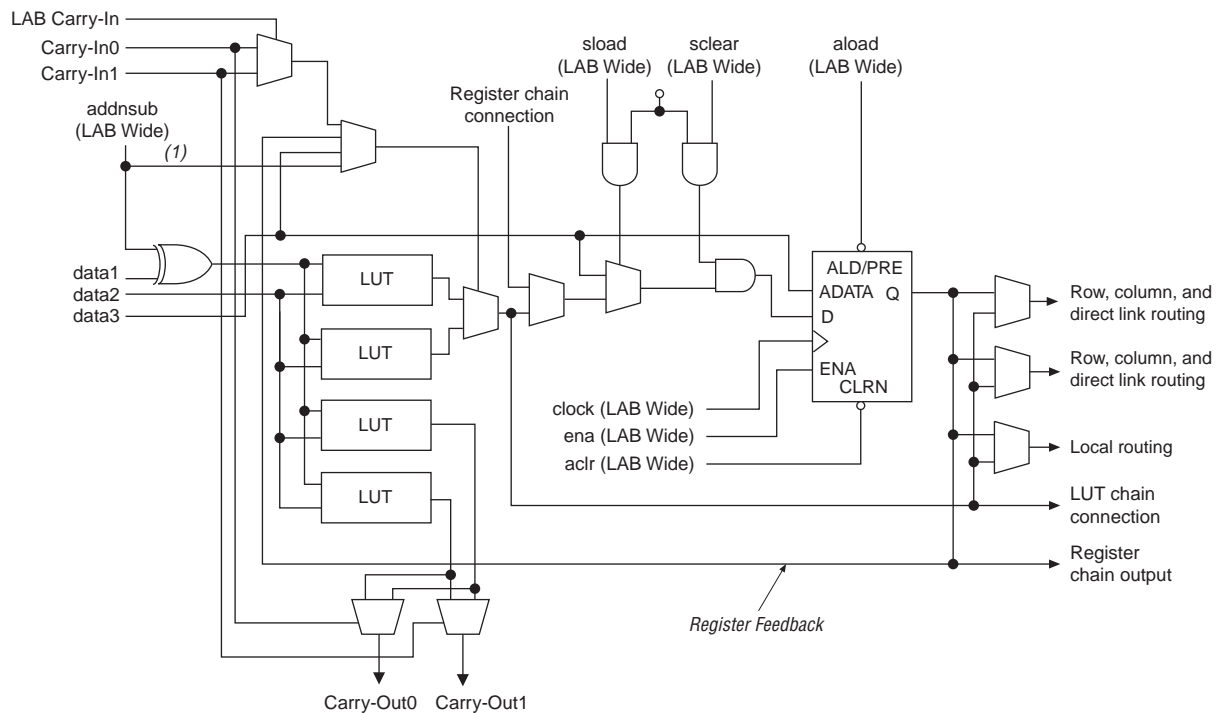 LAB Carry-In
Carry-In0
Carry-In1
addnsub
(LAB Wide)
(1)
data1
data2
data3
LUT
LUT
LUT
LUT
Register chain
connection
sload
(LAB Wide)
sclear
(LAB Wide)
aload
(LAB Wide)
ALD/PRE
ADATA Q
D
ENA
CLRN
clock (LAB Wide)
ena (LAB Wide)
aclr (LAB Wide)
Row, column, and
direct link routing
Row, column, and
direct link routing
Local routing
LUT chain
connection
Register
chain output
Register Feedback
Carry-Out0
Carry-Out1